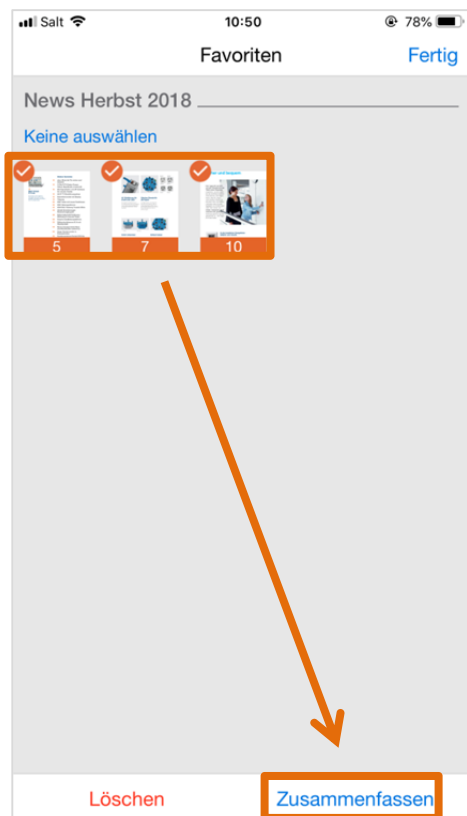 Salt 10:50 78%
Favoriten Fertig
News Herbst 2018
Keine auswählen
5 7 10
Löschen Zusammenfassen